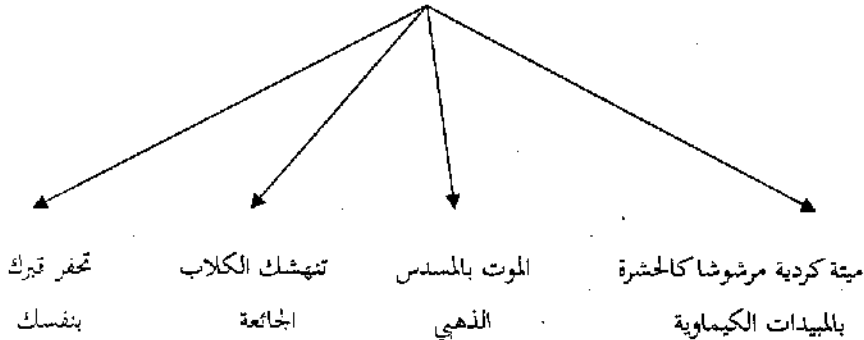 ميتة كردية مرشوشا كالحشرة
بالمبيدات الكيماوية
الموت بالمسدس
الذهبي
تنهشك الكلاب
الجائعة
تحفر قبرك
بنفسك